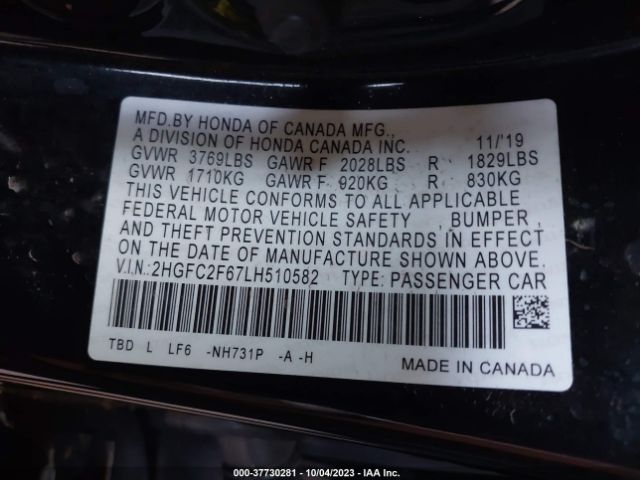 MFD.BY HONDA OF CANADA MFG.,
A DIVISION OF HONDA CANADA INC. 11/'19
GVWR 3769LBS GAWR F 2028LBS R 1829LBS
GVWR 1710KG GAWR F 920KG R 830KG
THIS VEHICLE CONFORMS TO ALL APPLICABLE
FEDERAL MOTOR VEHICLE SAFETY , BUMPER ,
AND THEFT PREVENTION STANDARDS IN EFFECT
ON THE DATE OF MANUFACTURE SHOWN ABOVE.
V.I.N.:2HGFC2F67LH510582 TYPE: PASSENGER CAR
TBD L LF6 -NH731P -A -H
MADE IN CANADA
000-37730281 - 10/04/2023 - IAA Inc.